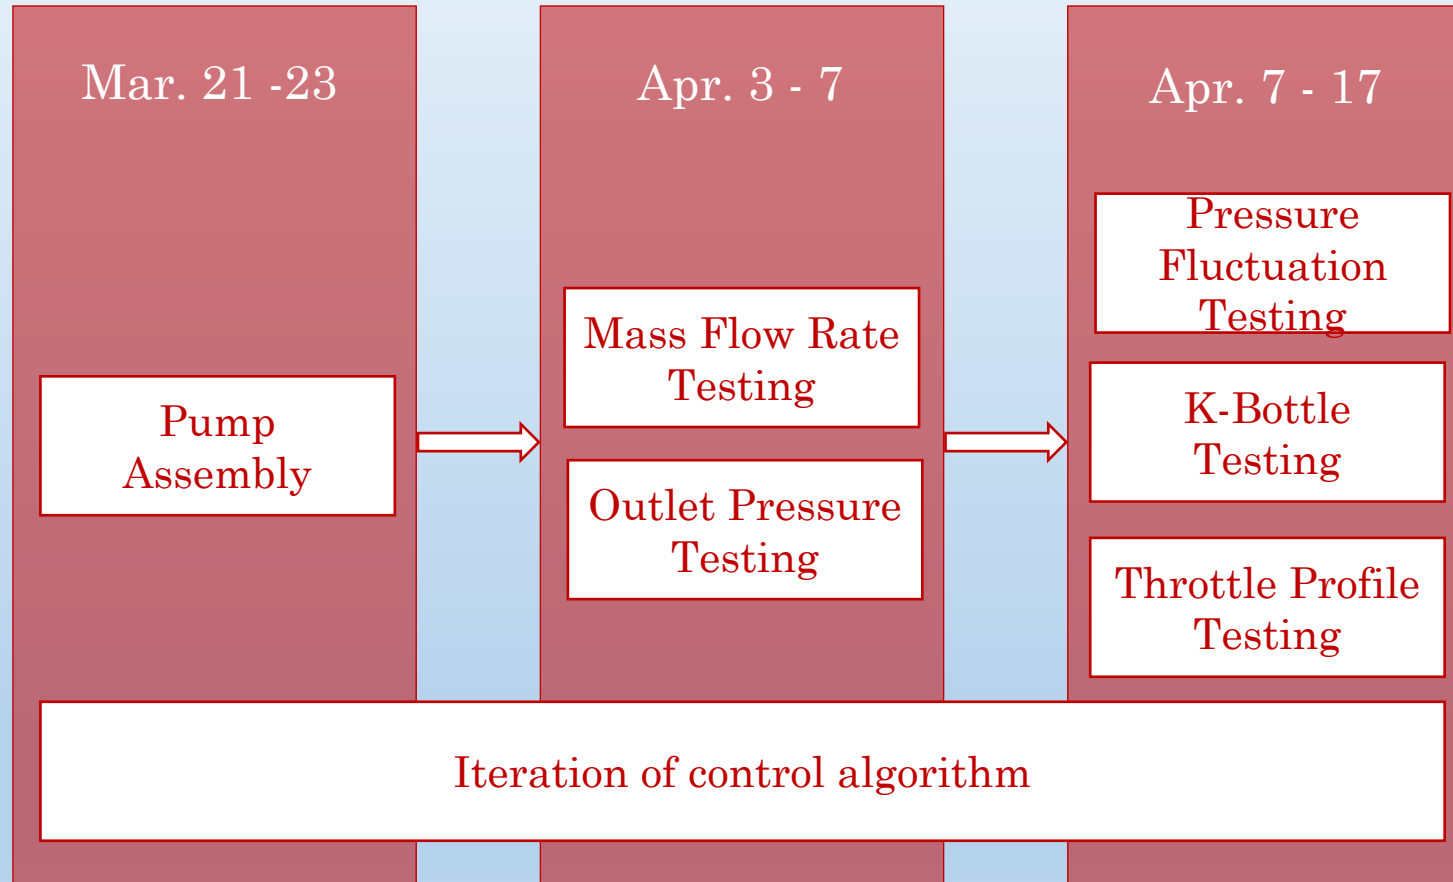 Mar. 21 -23
Pump
Assembly
Apr. 3 - 7
Mass Flow Rate
Testing
Outlet Pressure
Testing
Apr. 7 - 17
Pressure
Fluctuation
Testing
K-Bottle
Testing
Throttle Profile
Testing
Iteration of control algorithm